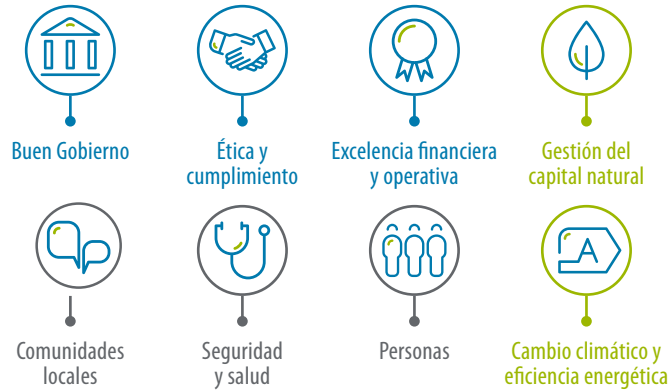 Buen Gobierno
Ética y
cumplimiento
Excelencia financiera
y operativa
Gestión del
capital natural
A
Comunidades
locales
Seguridad
y salud
Personas
Cambio climático y
eficiencia energética